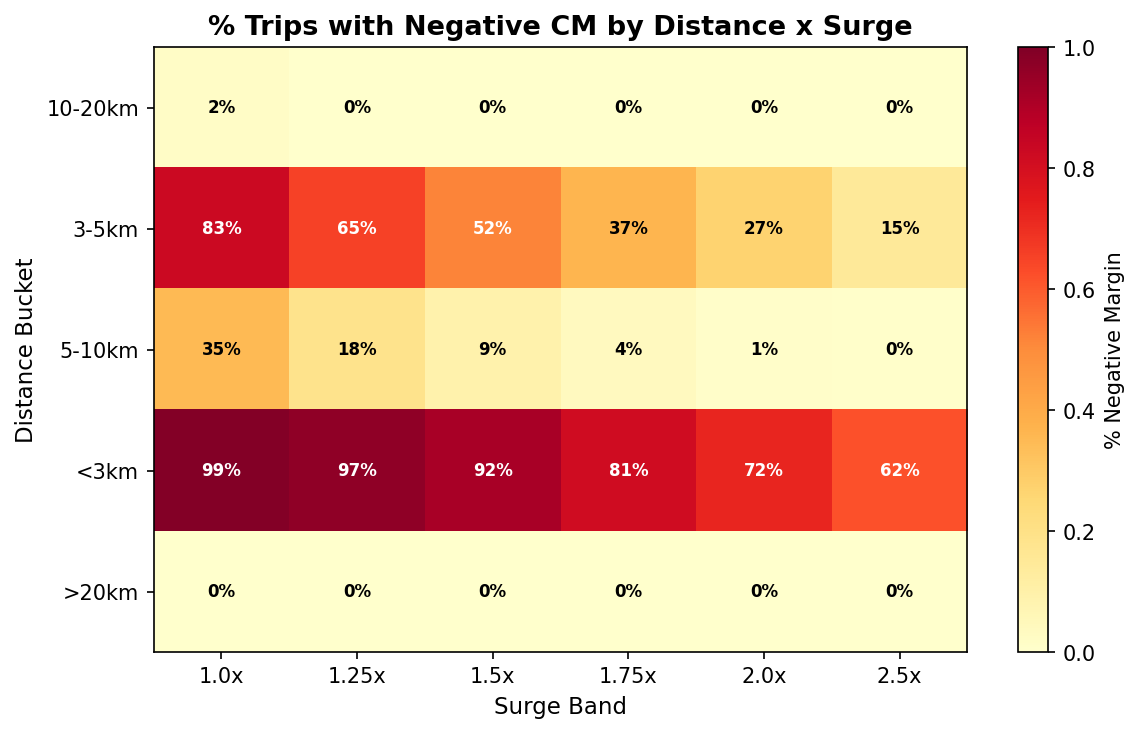 % Trips with Negative CM by Distance x Surge
Distance Bucket
10-20km 2% 0% 0% 0% 0% 0%
3-5km 83% 65% 52% 37% 27% 15%
5-10km 35% 18% 9% 4% 1% 0%
<3km 99% 97% 92% 81% 72% 62%
>20km 0% 0% 0% 0% 0% 0%
1.0x 1.25x 1.5x 1.75x 2.0x 2.5x
Surge Band
1.0
0.8
0.6
0.4
0.2
0.0
% Negative Margin